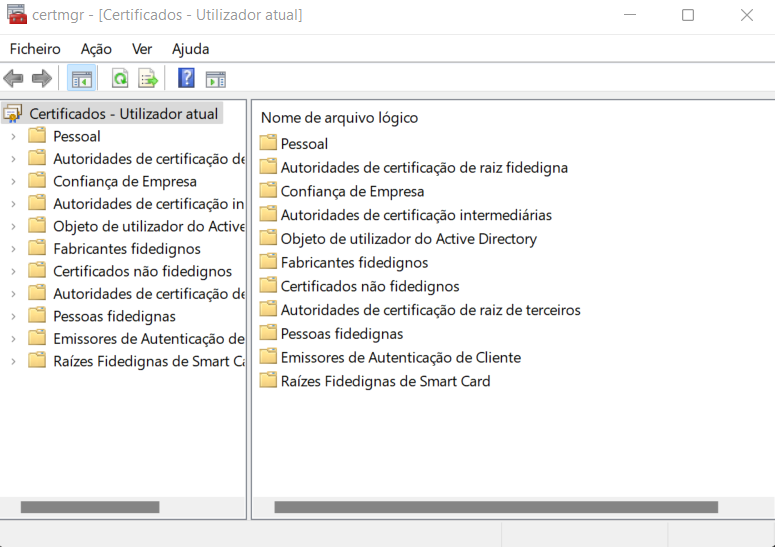 certmgr - [Certificados - Utilizador atual]
Ficheiro Ação Ver Ajuda
Certificados - Utilizador atual
Pessoal
Autoridades de certificação de
Confiança de Empresa
Autoridades de certificação in
Objeto de utilizador do Active
Fabricantes fidedignos
Certificados não fidedignos
Autoridades de certificação de
Pessoas fidedignas
Emissores de Autenticação de
Raízes Fidedignas de Smart Ca
Nome de arquivo lógico
Pessoal
Autoridades de certificação de raiz fidedigna
Confiança de Empresa
Autoridades de certificação intermediárias
Objeto de utilizador do Active Directory
Fabricantes fidedignos
Certificados não fidedignos
Autoridades de certificação de raiz de terceiros
Pessoas fidedignas
Emissores de Autenticação de Cliente
Raízes Fidedignas de Smart Card